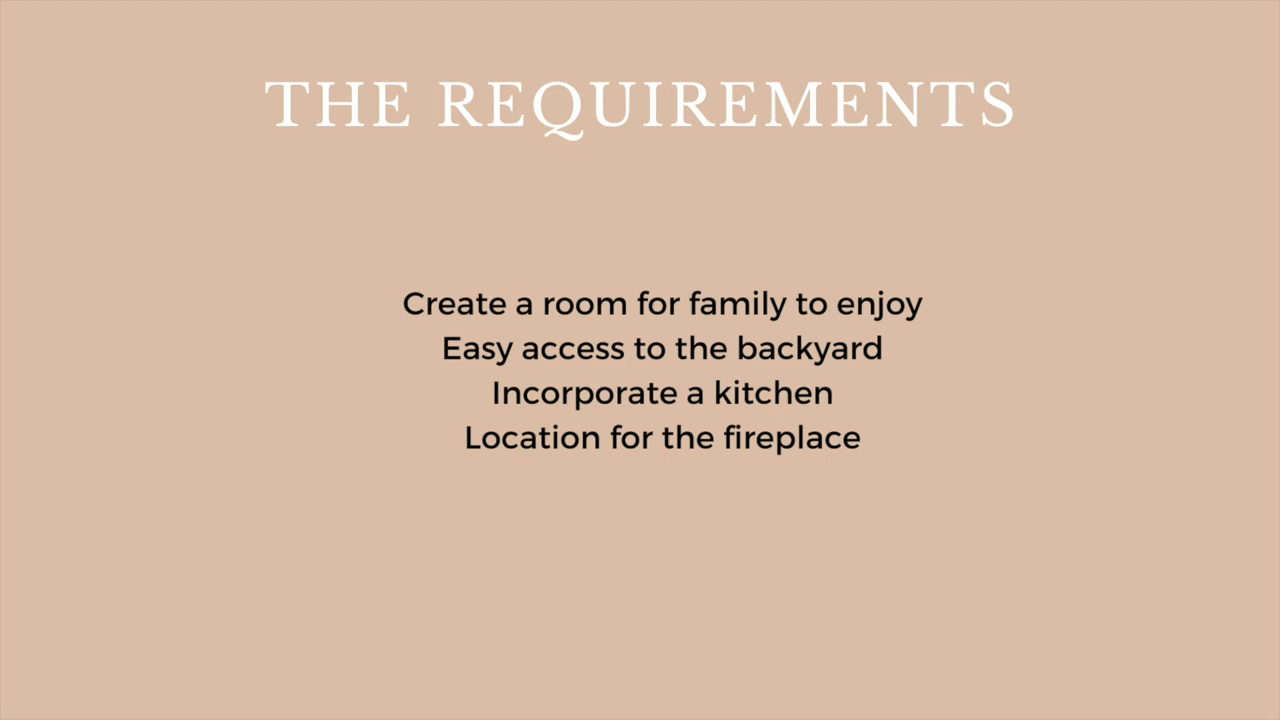 THE REQUIREMENTS
Create a room for family to enjoy
Easy access to the backyard
Incorporate a kitchen
Location for the fireplace